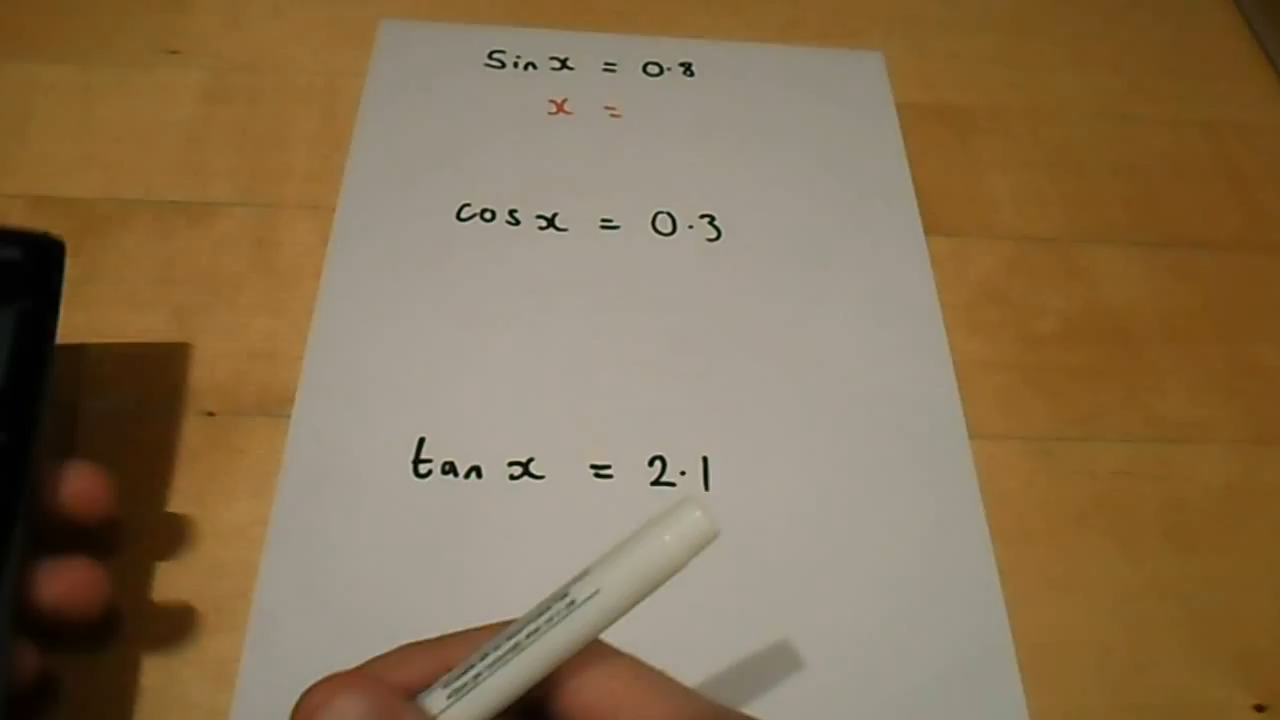 sin x = 0.8
x =
cos x = 0.3
tan x = 2.1